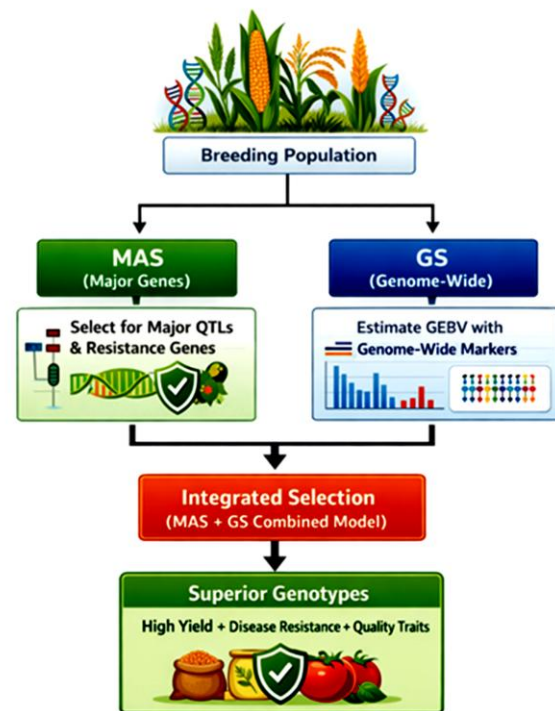 Breeding Population
MAS
(Major Genes)
GS
(Genome-Wide)
Select for Major QTLs
& Resistance Genes
Estimate GEBV with
Genome-Wide Markers
Integrated Selection
(MAS + GS Combined Model)
Superior Genotypes
High Yield + Disease Resistance + Quality Traits